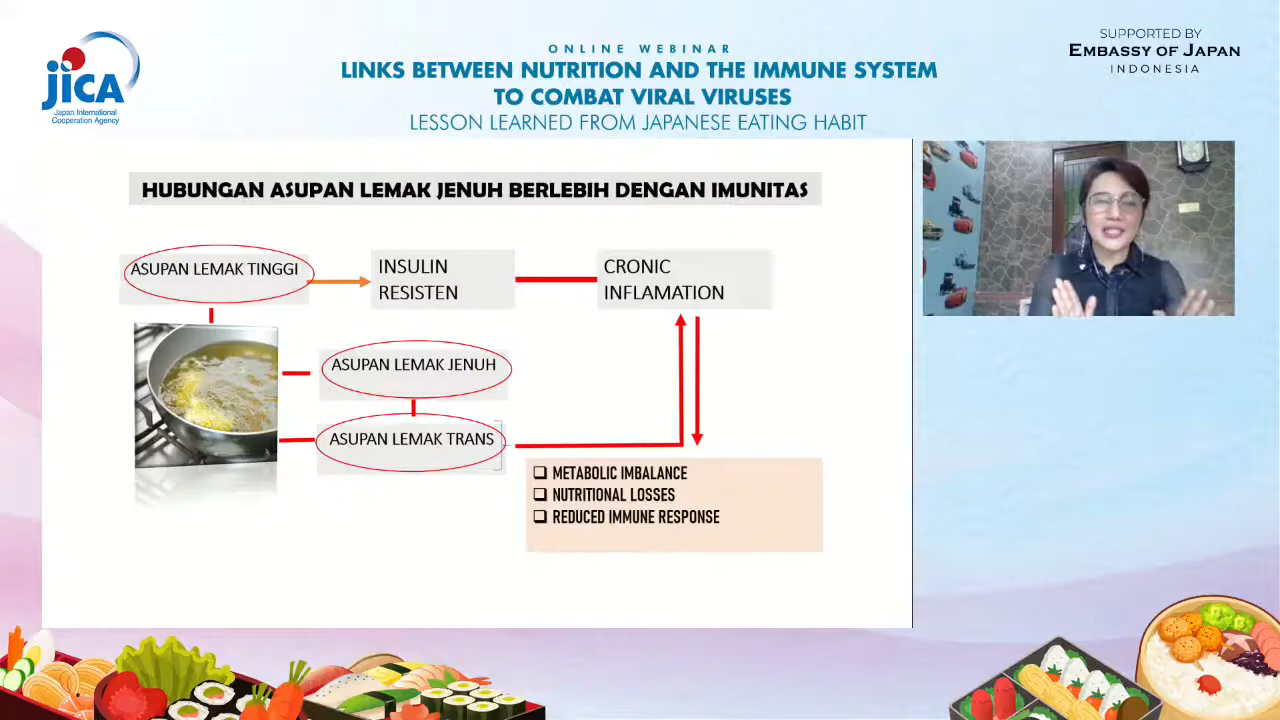 JICA
Japan International
Cooperation Agency
ONLINE WEBINAR
LINKS BETWEEN NUTRITION AND THE IMMUNE SYSTEM
TO COMBAT VIRAL VIRUSES
LESSON LEARNED FROM JAPANESE EATING HABIT
SUPPORTED BY
EMBASSY OF JAPAN
INDONESIA
HUBUNGAN ASUPAN LEMAK JENUH BERLEBIH DENGAN IMUNITAS
ASUPAN LEMAK TINGGI
INSULIN
RESISTEN
CRONIC
INFLAMATION
ASUPAN LEMAK JENUH
ASUPAN LEMAK TRANS
METABOLIC IMBALANCE
NUTRITIONAL LOSSES
REDUCED IMMUNE RESPONSE